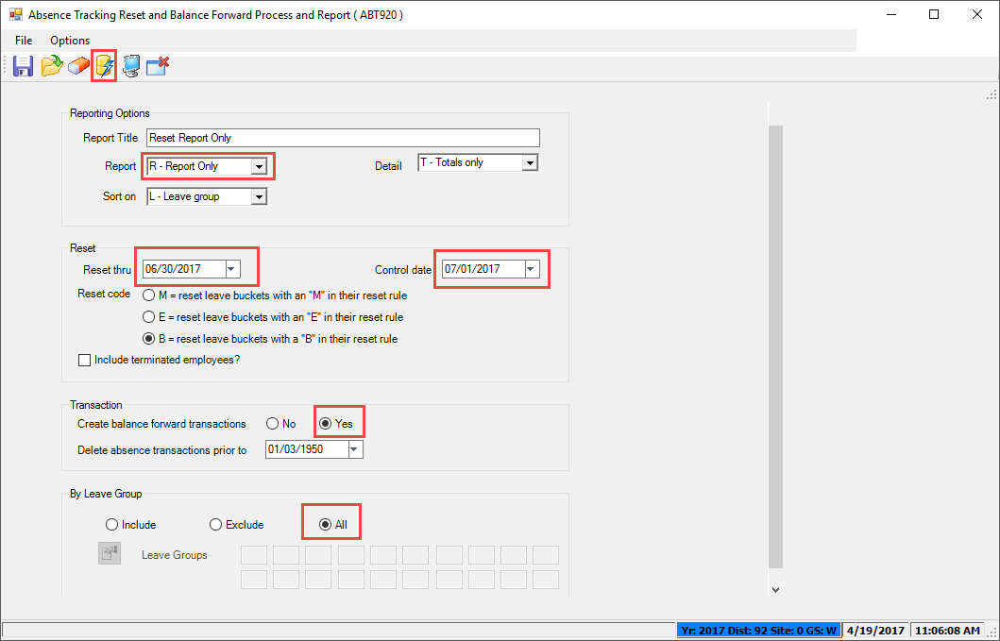 Absence Tracking Reset and Balance Forward Process and Report ( ABT920 )
File Options
Reporting Options
Report Title Reset Report Only
Report R - Report Only Detail T - Totals only
Sort on L - Leave group
Reset
Reset thru 06/30/2017 Control date 07/01/2017
Reset code M = reset leave buckets with an "M" in their reset rule
E = reset leave buckets with an "E" in their reset rule
B = reset leave buckets with a "B" in their reset rule
Include terminated employees?
Transaction
Create balance forward transactions No Yes
Delete absence transactions prior to 01/03/1950
By Leave Group
Include Exclude All
Leave Groups
Yr: 2017 Dist: 92 Site: 0 GS: W 4/19/2017 11:06:08 AM